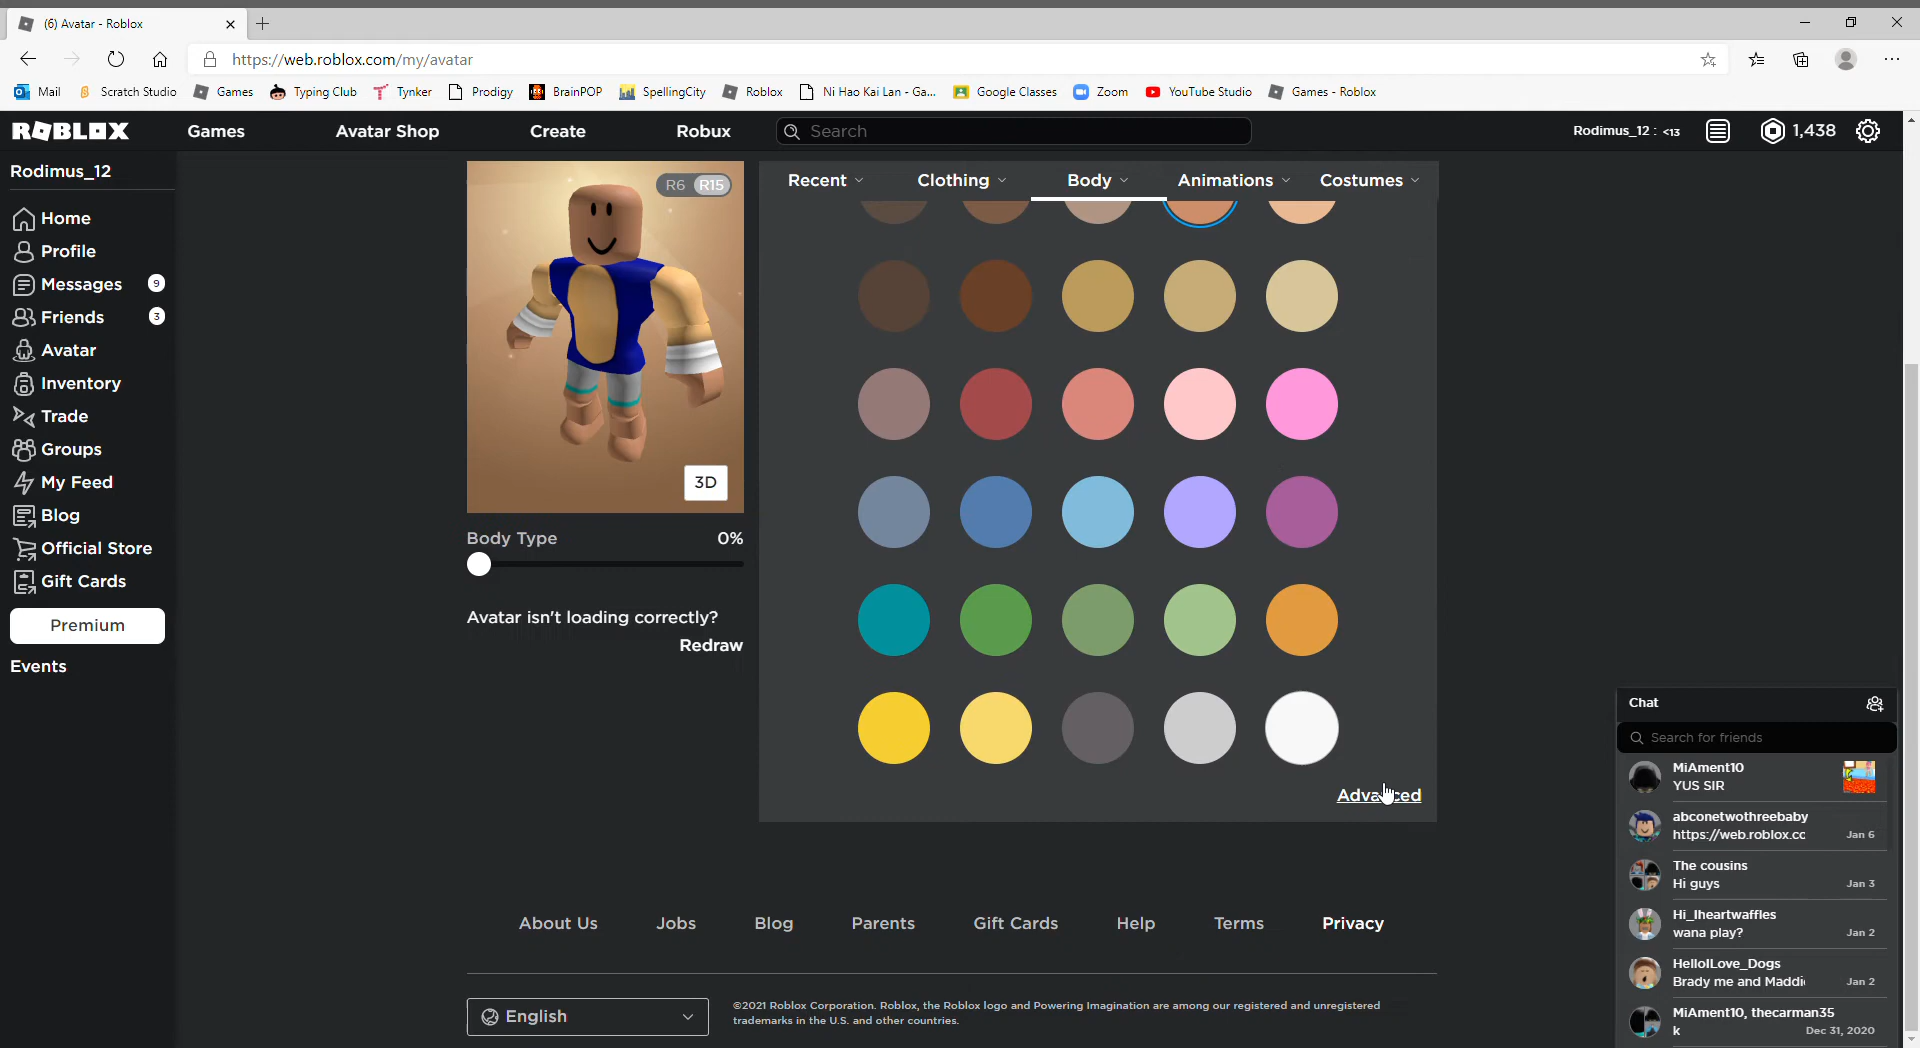 (6) Avatar - Roblox
https://web.roblox.com/my/avatar
Mail
Scratch Studio
Games
Typing Club
Tynker
Prodigy
BrainPOP
SpellingCity
Roblox
Ni Hao Kai Lan - Ga...
Google Classes
Zoom
YouTube Studio
Games - Roblox
ROBLOX
Games
Avatar Shop
Create
Robux
Search
Rodimus_12 : <13
1,438
Rodimus_12
Home
Profile
Messages 9
Friends 3
Avatar
Inventory
Trade
Groups
My Feed
Blog
Official Store
Gift Cards
Premium
Events
R6 R15
3D
Body Type 0%
Avatar isn't loading correctly?
Redraw
Recent
Clothing
Body
Animations
Costumes
Advanced
Chat
Search for friends
MiAment10
YUS SIR
abconetwothreebaby
https://web.roblox.cc Jan 6
The cousins
Hi guys Jan 3
Hi_Iheartwaffles
wana play? Jan 2
HelloILove_Dogs
Brady me and Maddi Jan 2
MiAment10, thecarman35
k Dec 31, 2020
About Us
Jobs
Blog
Parents
Gift Cards
Help
Terms
Privacy
English
©2021 Roblox Corporation. Roblox, the Roblox logo and Powering Imagination are among our registered and unregistered
trademarks in the U.S. and other countries.